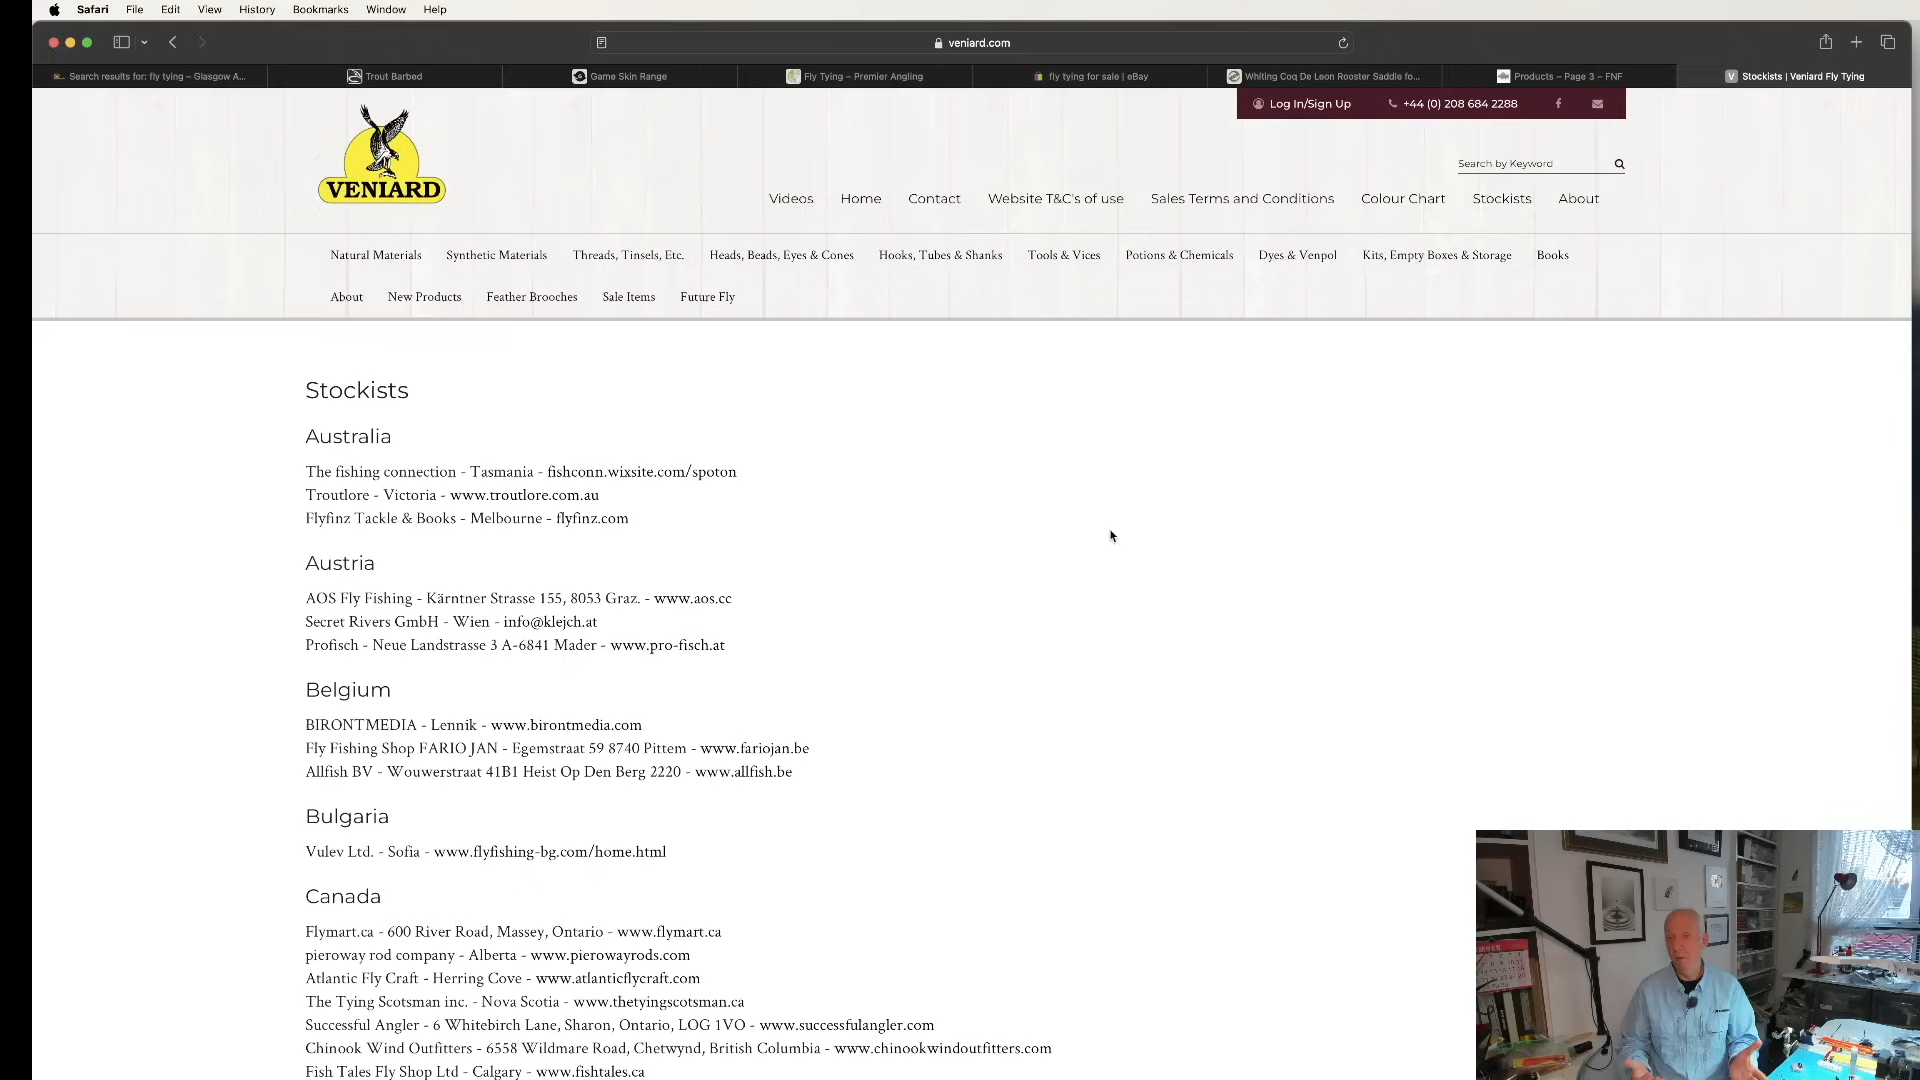 Safari File Edit View History Bookmarks Window Help
veniard.com
Search results for: fly tying – Glasgow A... Trout Barbed Game Skin Range Fly Tying – Premier Angling fly tying for sale | eBay Whiting Coq De Leon Rooster Saddle fo... Products – Page 3 – FNF V Stockists | Veniard Fly Tying
Log In/Sign Up +44 (0) 208 684 2288
VENIARD
Search by Keyword
Videos Home Contact Website T&C's of use Sales Terms and Conditions Colour Chart Stockists About
Natural Materials Synthetic Materials Threads, Tinsels, Etc. Heads, Beads, Eyes & Cones Hooks, Tubes & Shanks Tools & Vices Potions & Chemicals Dyes & Venpol Kits, Empty Boxes & Storage Books
About New Products Feather Brooches Sale Items Future Fly
Stockists
Australia
The fishing connection - Tasmania - fishconn.wixsite.com/spoton
Troutlore - Victoria - www.troutlore.com.au
Flyfinz Tackle & Books - Melbourne - flyfinz.com
Austria
AOS Fly Fishing - Kärntner Strasse 155, 8053 Graz. - www.aos.cc
Secret Rivers GmbH - Wien - info@klejch.at
Profisch - Neue Landstrasse 3 A-6841 Mader - www.pro-fisch.at
Belgium
BIRONTMEDIA - Lennik - www.birontmedia.com
Fly Fishing Shop FARIO JAN - Egemstraat 59 8740 Pittem - www.fariojan.be
Allfish BV - Wouwerstraat 41B1 Heist Op Den Berg 2220 - www.allfish.be
Bulgaria
Vulev Ltd. - Sofia - www.flyfishing-bg.com/home.html
Canada
Flymart.ca - 600 River Road, Massey, Ontario - www.flymart.ca
pieroway rod company - Alberta - www.pierowayrods.com
Atlantic Fly Craft - Herring Cove - www.atlanticflycraft.com
The Tying Scotsman inc. - Nova Scotia - www.thetyingscotsman.ca
Successful Angler - 6 Whitebirch Lane, Sharon, Ontario, LOG 1VO - www.successfulangler.com
Chinook Wind Outfitters - 6558 Wildmare Road, Chetwynd, British Columbia - www.chinookwindoutfitters.com
Fish Tales Fly Shop Ltd - Calgary - www.fishtales.ca